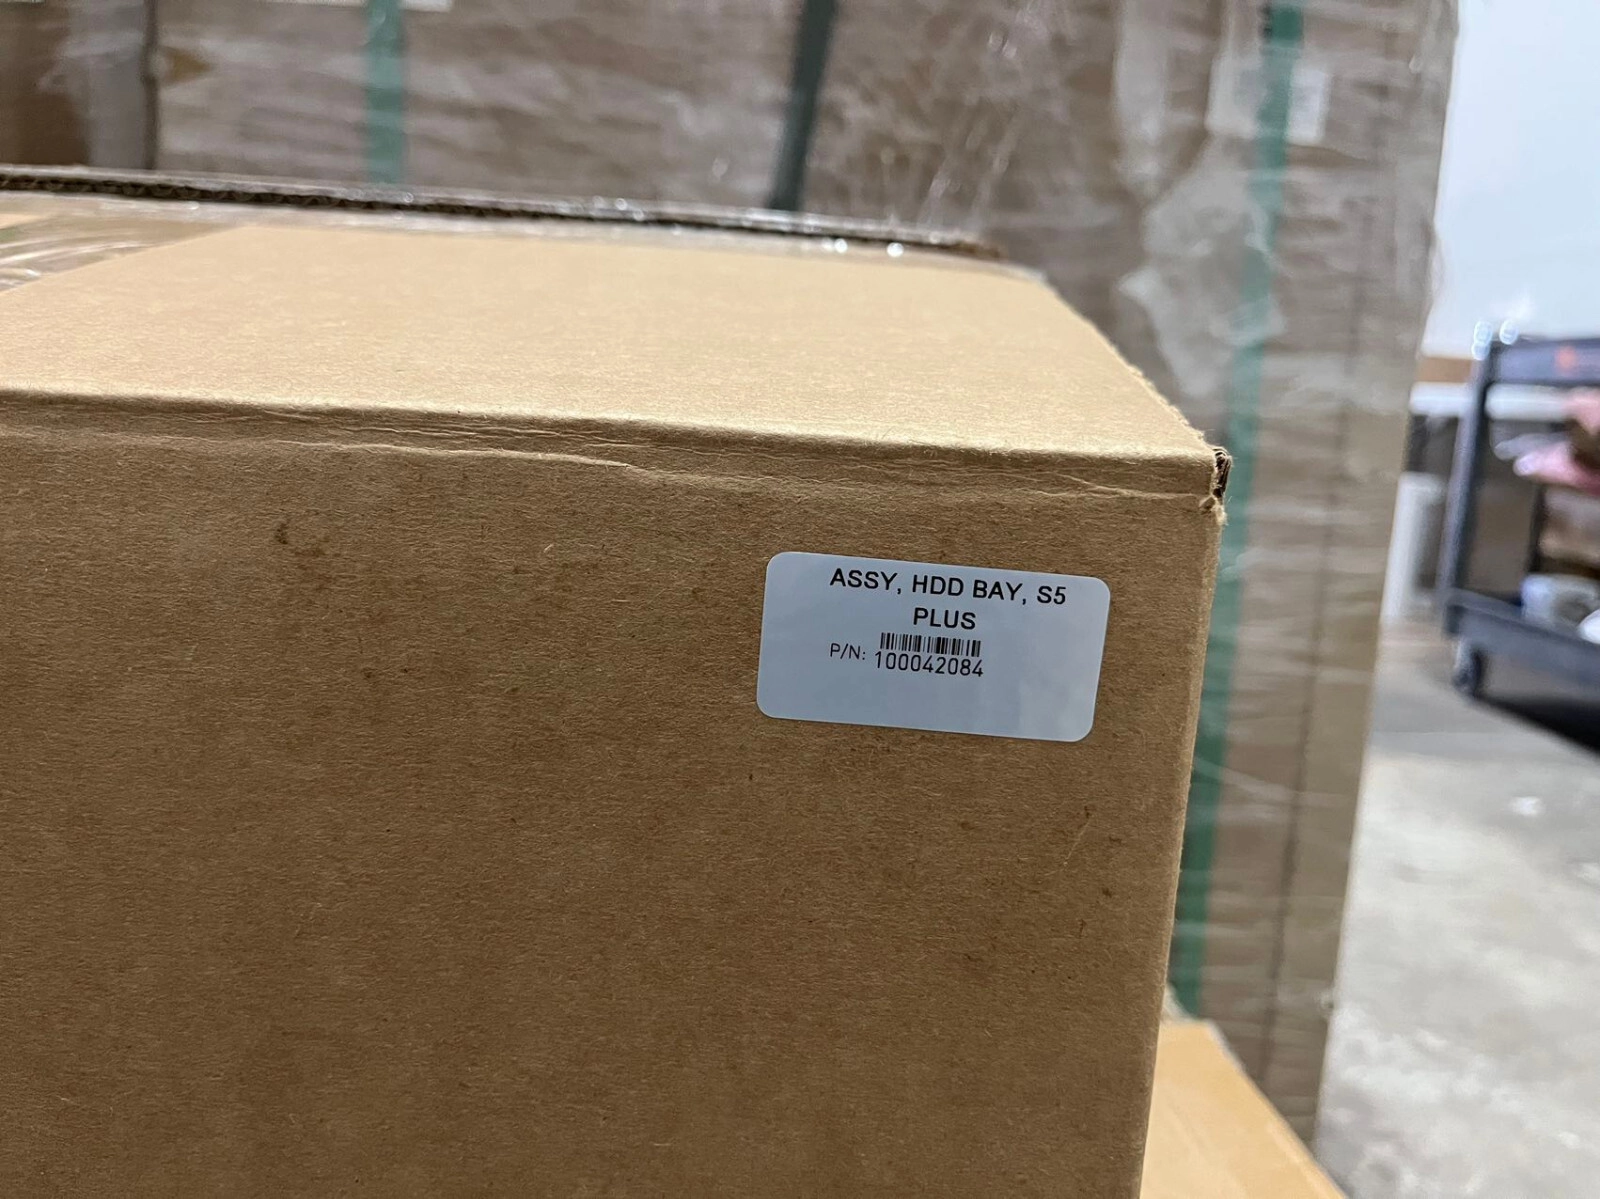 ASSY, HDD BAY, S5
PLUS
P/N: 100042084